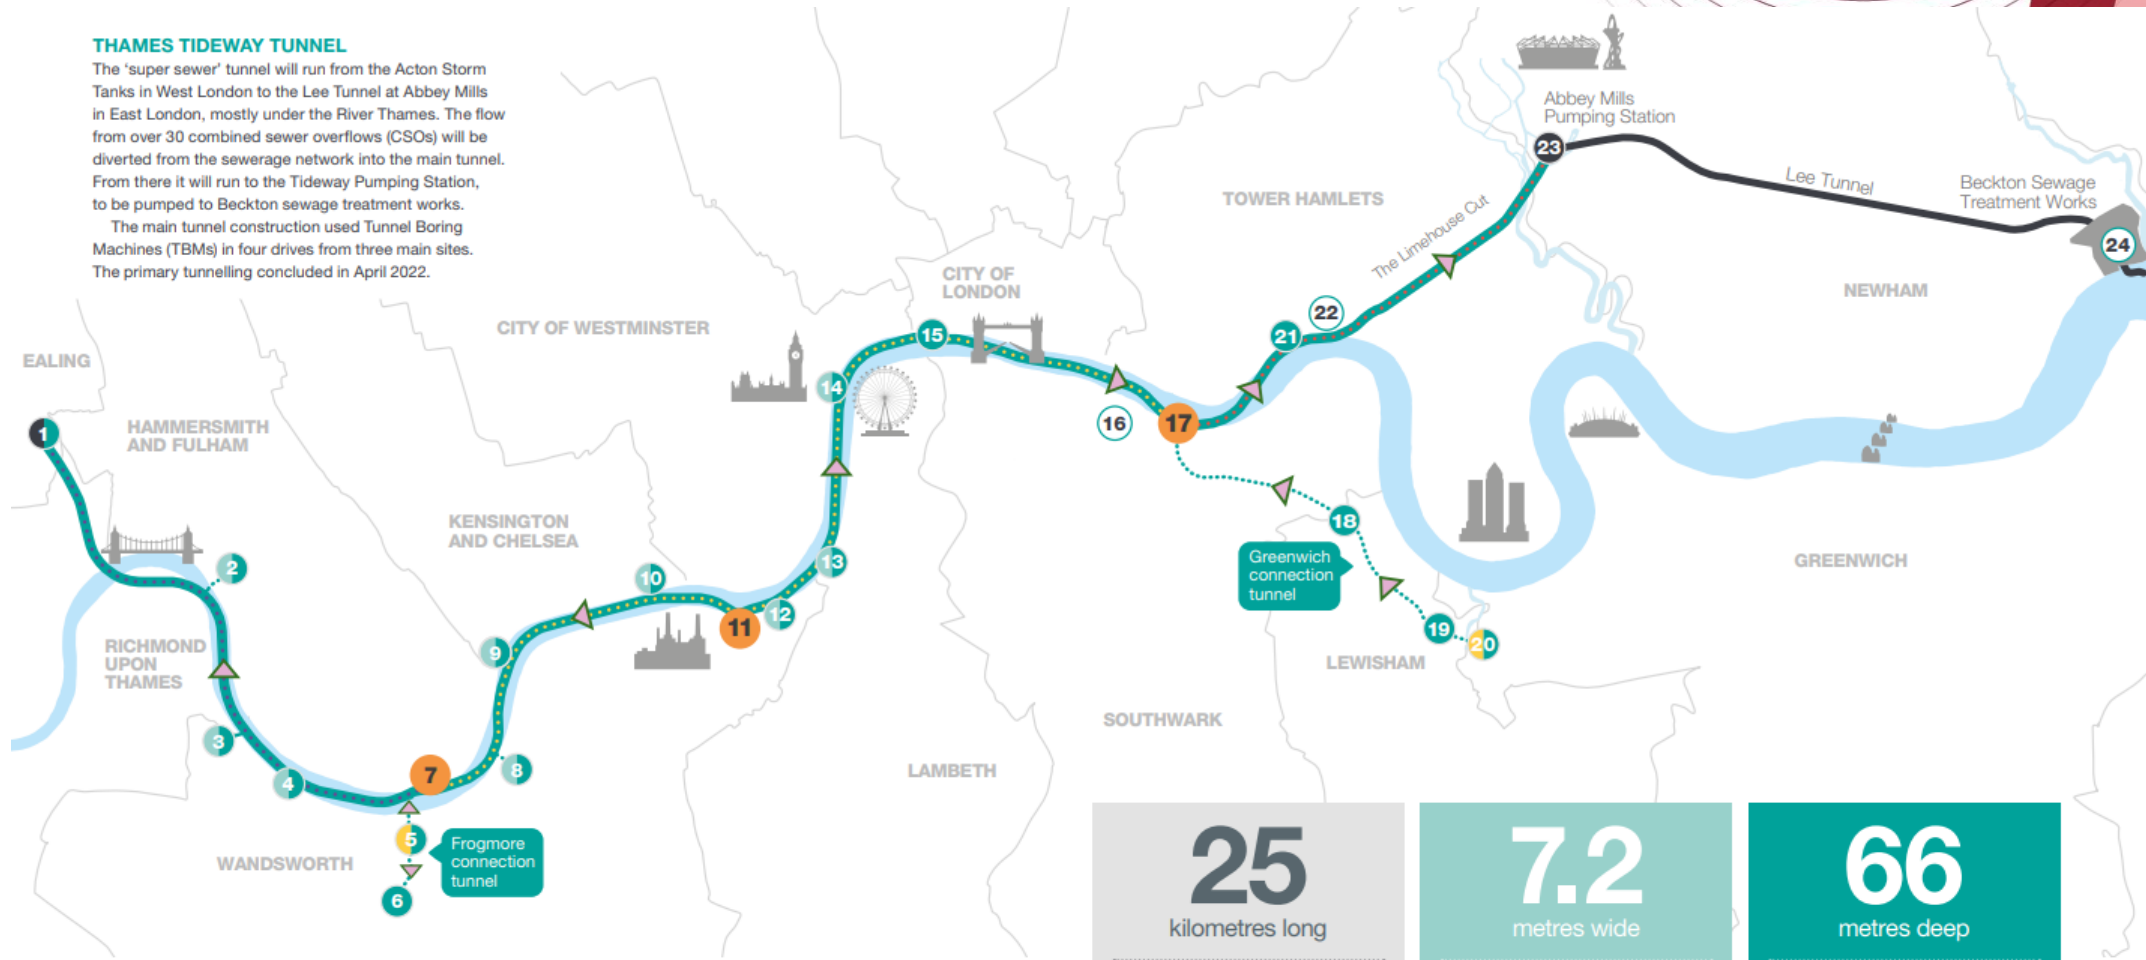 THAMES TIDEWAY TUNNEL
The ‘super sewer’ tunnel will run from the Acton Storm
Tanks in West London to the Lee Tunnel at Abbey Mills
in East London, mostly under the River Thames. The flow
from over 30 combined sewer overflows (CSOs) will be
diverted from the sewerage network into the main tunnel.
From there it will run to the Tideway Pumping Station,
to be pumped to Beckton sewage treatment works.
The main tunnel construction used Tunnel Boring
Machines (TBMs) in four drives from three main sites.
The primary tunnelling concluded in April 2022.
EALING
HAMMERSMITH
AND FULHAM
CITY OF WESTMINSTER
KENSINGTON
AND CHELSEA
RICHMOND
UPON
THAMES
WANDSWORTH
CITY OF
LONDON
TOWER HAMLETS
The Limehouse Cut
Abbey Mills
Pumping Station
Lee Tunnel
Beckton Sewage
Treatment Works
NEWHAM
GREENWICH
LEWISHAM
SOUTHWARK
LAMBETH
Frogmore
connection
tunnel
Greenwich
connection
tunnel
1
2
3
4
5
6
7
8
9
10
11
12
13
14
15
16
17
18
19
20
21
22
23
24
25
kilometres long
7.2
metres wide
66
metres deep